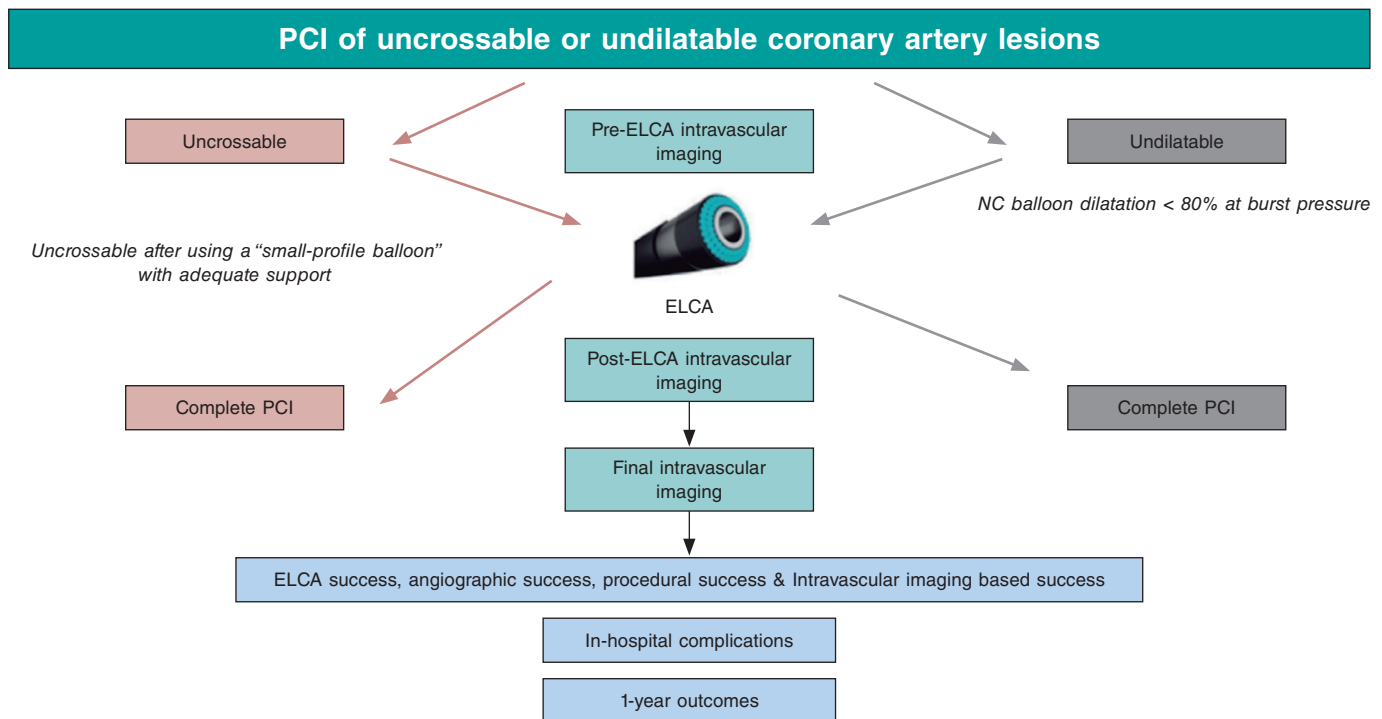 PCI of uncrossable or undilatable coronary artery lesions
Uncrossable
Pre-ELCA intravascular
imaging
Undilatable
NC balloon dilatation < 80% at burst pressure
Uncrossable after using a “small-profile balloon”
with adequate support
ELCA
Post-ELCA intravascular
imaging
Complete PCI
Complete PCI
Final intravascular
imaging
ELCA success, angiographic success, procedural success & Intravascular imaging based success
In-hospital complications
1-year outcomes